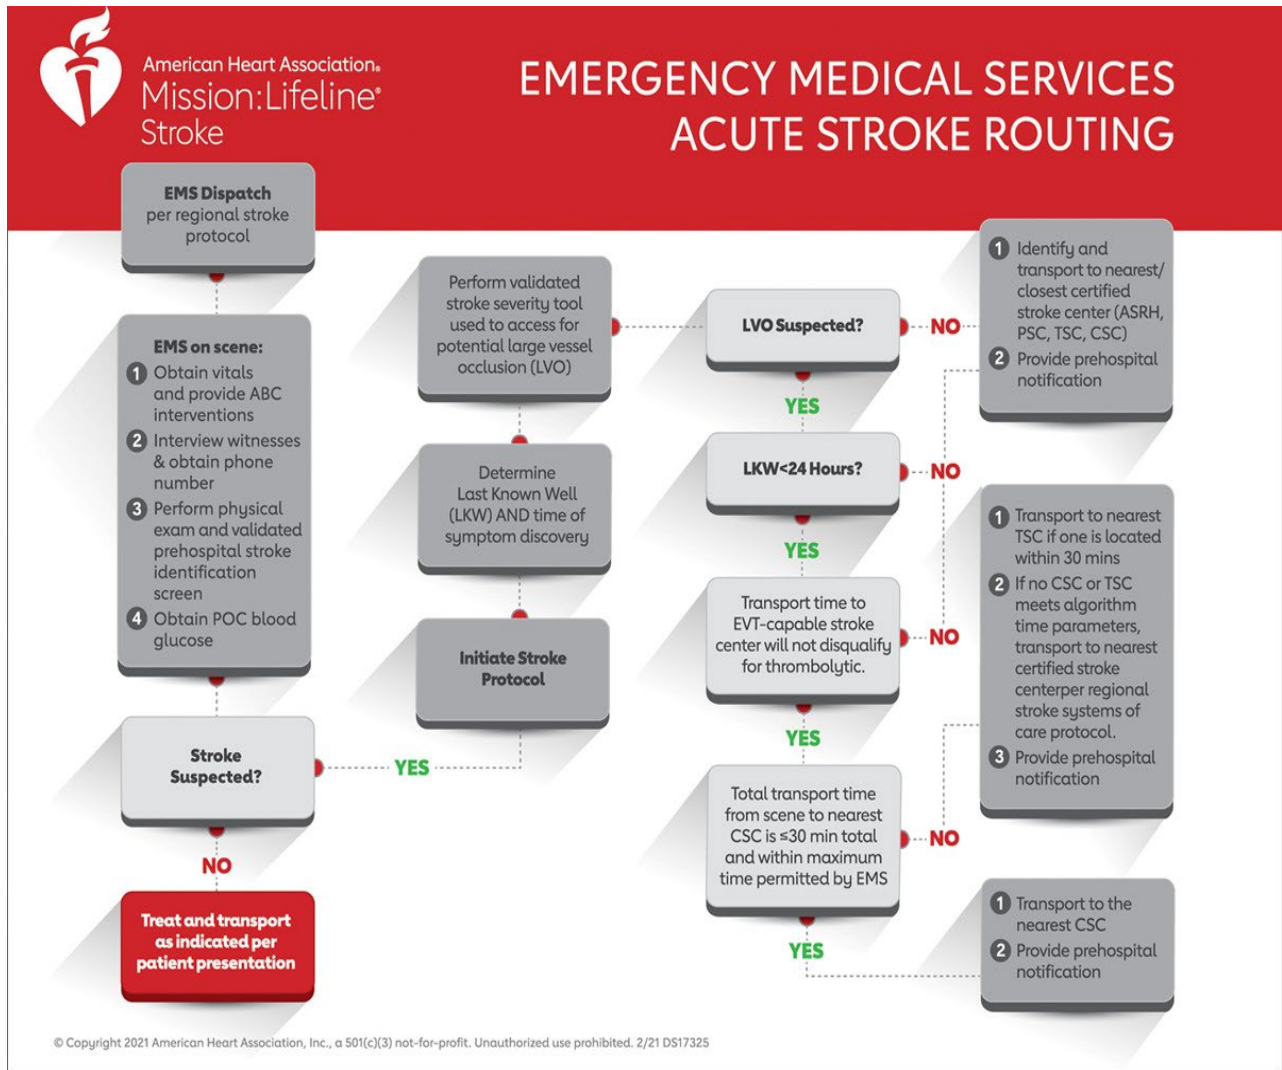 American Heart Association®
Mission:Lifeline®
Stroke
EMERGENCY MEDICAL SERVICES
ACUTE STROKE ROUTING
EMS Dispatch
per regional stroke
protocol
EMS on scene:
1 Obtain vitals
and provide ABC
interventions
2 Interview witnesses
& obtain phone
number
3 Perform physical
exam and validated
prehospital stroke
identification
screen
4 Obtain POC blood
glucose
Stroke
Suspected?
NO
Treat and transport
as indicated per
patient presentation
YES
Initiate Stroke
Protocol
Determine
Last Known Well
(LKW) AND time of
symptom discovery
Perform validated
stroke severity tool
used to access for
potential large vessel
occlusion (LVO)
LVO Suspected?
NO
YES
LKW<24 Hours?
NO
YES
Transport time to
EVT-capable stroke
center will not disqualify
for thrombolytic.
NO
YES
Total transport time
from scene to nearest
CSC is ≤30 min total
and within maximum
time permitted by EMS
NO
YES
1 Identify and
transport to nearest/
closest certified
stroke center (ASRH,
PSC, TSC, CSC)
2 Provide prehospital
notification
1 Transport to nearest
TSC if one is located
within 30 mins
2 If no CSC or TSC
meets algorithm
time parameters,
transport to nearest
certified stroke
centerper regional
stroke systems of
care protocol.
3 Provide prehospital
notification
1 Transport to the
nearest CSC
2 Provide prehospital
notification
© Copyright 2021 American Heart Association, Inc., a 501(c)(3) not-for-profit. Unauthorized use prohibited. 2/21 DS17325